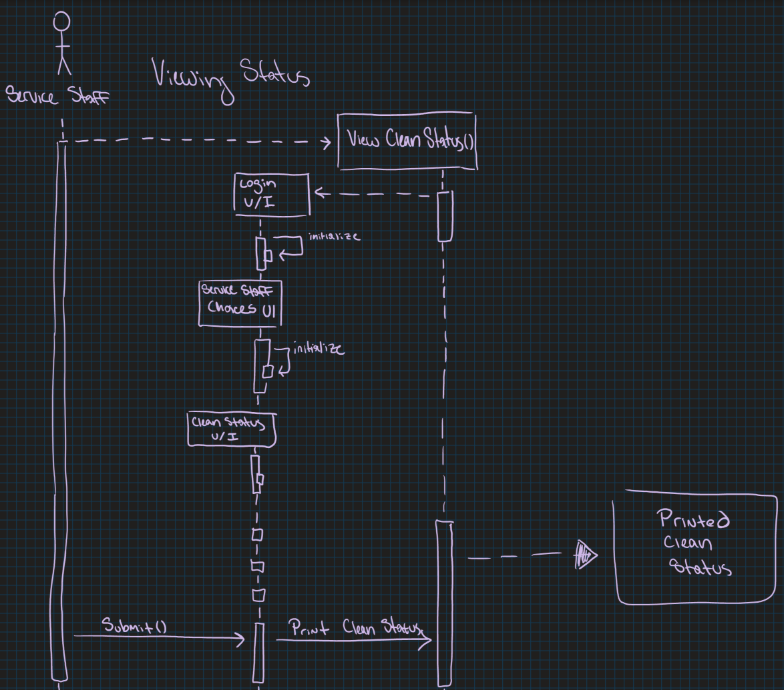 Viewing Status
Service Staff
View Clean Status()
Login
U/I
initialize
Service Staff
Choices UI
initialize
Clean Status
U/I
Printed
Clean
Status
Submit()
Print Clean Status